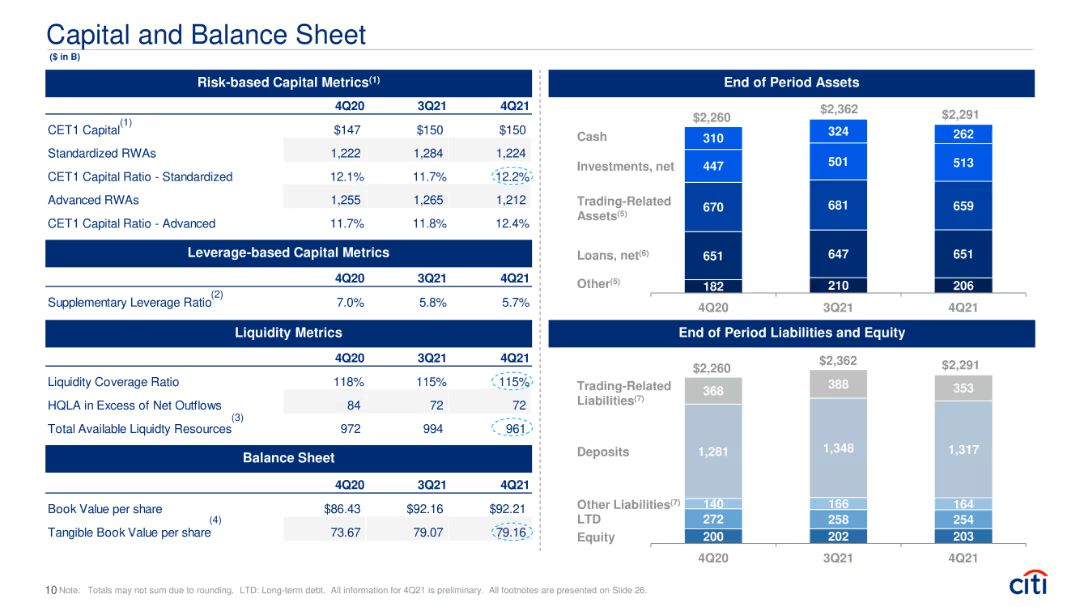 Capital and Balance Sheet
($ in B)
Risk-based Capital Metrics(1)
4Q20 3Q21 4Q21
CET1 Capital(1) $147 $150 $150
Standardized RWAs 1,222 1,284 1,224
CET1 Capital Ratio - Standardized 12.1% 11.7% 12.2%
Advanced RWAs 1,255 1,265 1,212
CET1 Capital Ratio - Advanced 11.7% 11.8% 12.4%
Leverage-based Capital Metrics
4Q20 3Q21 4Q21
Supplementary Leverage Ratio(2) 7.0% 5.8% 5.7%
Liquidity Metrics
4Q20 3Q21 4Q21
Liquidity Coverage Ratio 118% 115% 115%
HQLA in Excess of Net Outflows 84 72 72
Total Available Liquidty Resources(3) 972 994 961
Balance Sheet
4Q20 3Q21 4Q21
Book Value per share $86.43 $92.16 $92.21
Tangible Book Value per share(4) 73.67 79.07 79.16
End of Period Assets
$2,260 $2,362 $2,291
Cash 310 324 262
Investments, net 447 501 513
Trading-Related
Assets(5) 670 681 659
Loans, net(6) 651 647 651
Other(5) 182 210 206
4Q20 3Q21 4Q21
End of Period Liabilities and Equity
$2,260 $2,362 $2,291
Trading-Related
Liabilities(7) 368 388 353
Deposits 1,281 1,348 1,317
Other Liabilities(7) 140 166 164
LTD 272 258 254
Equity 200 202 203
4Q20 3Q21 4Q21
10 Note: Totals may not sum due to rounding. LTD: Long-term debt. All information for 4Q21 is preliminary. All footnotes are presented on Slide 26.
citi